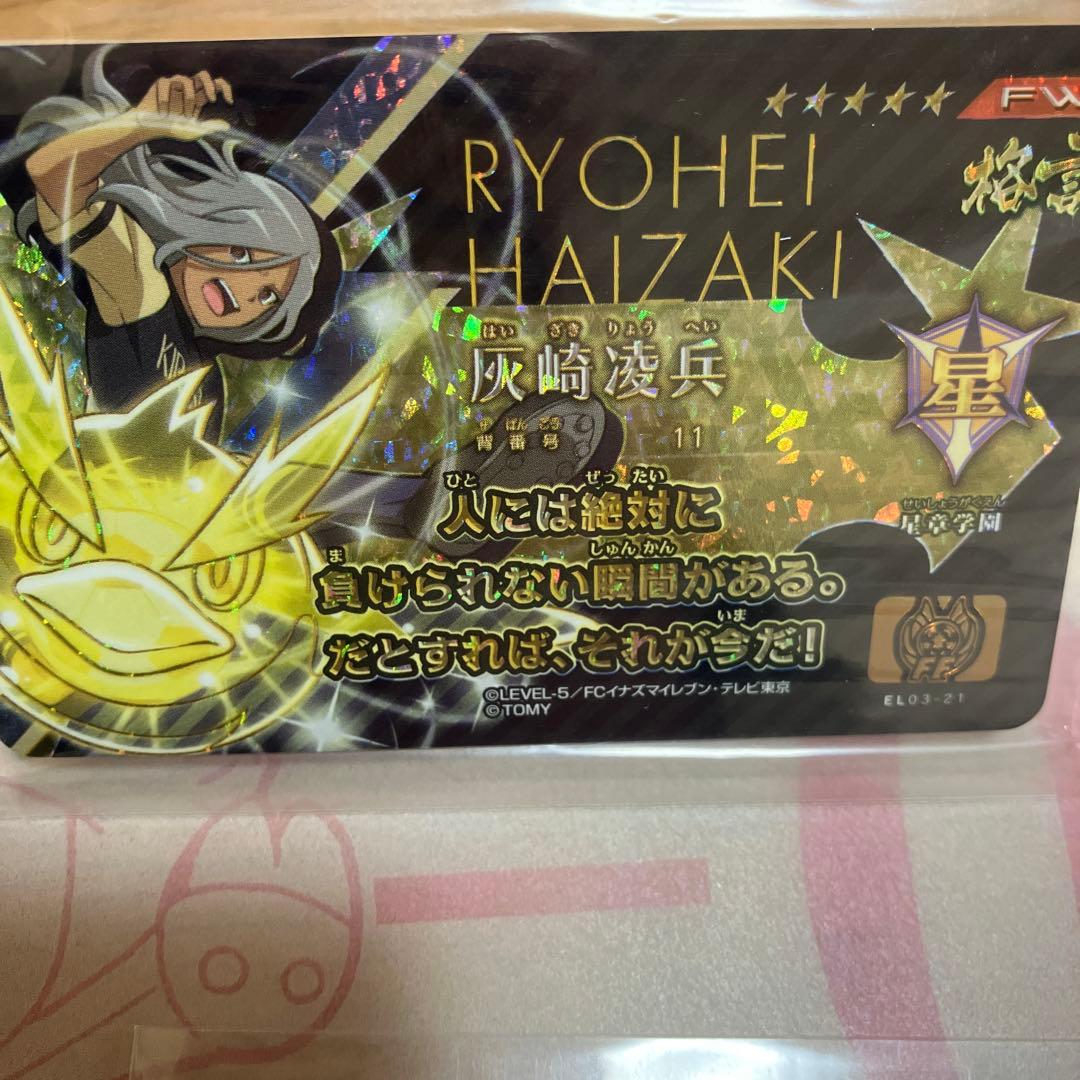 FW
RYOHEI
HAIZAKI
格言
はい ざき りょう へい
灰崎凌兵
せ ばん ごう
背番号 11
星
せいしょうがくえん
星章学園
ひと ぜっ たい
人には絶対に
ま しゅん かん
負けられない瞬間がある。
いま
だとすれば、それが今だ!
©LEVEL-5/FCイナズマイレブン・テレビ東京
©TOMY
FF
EL03-21